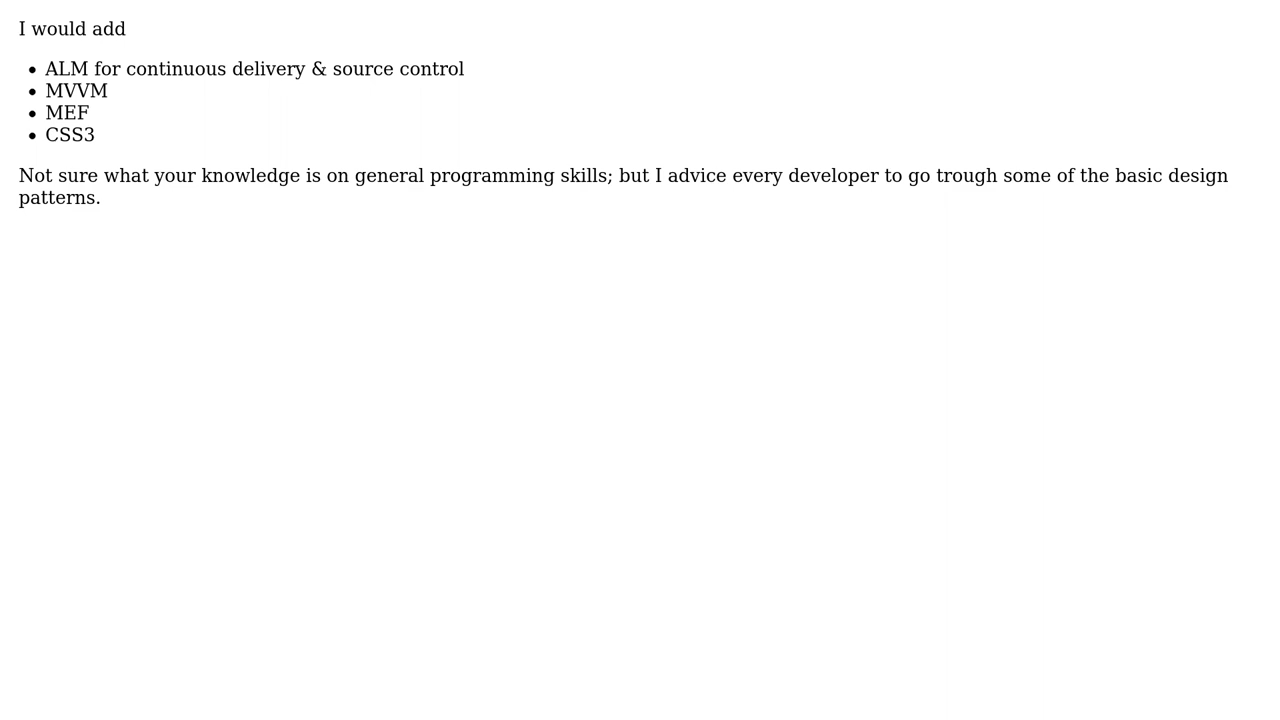 I would add
• ALM for continuous delivery & source control
• MVVM
• MEF
• CSS3
Not sure what your knowledge is on general programming skills; but I advice every developer to go trough some of the basic design
patterns.